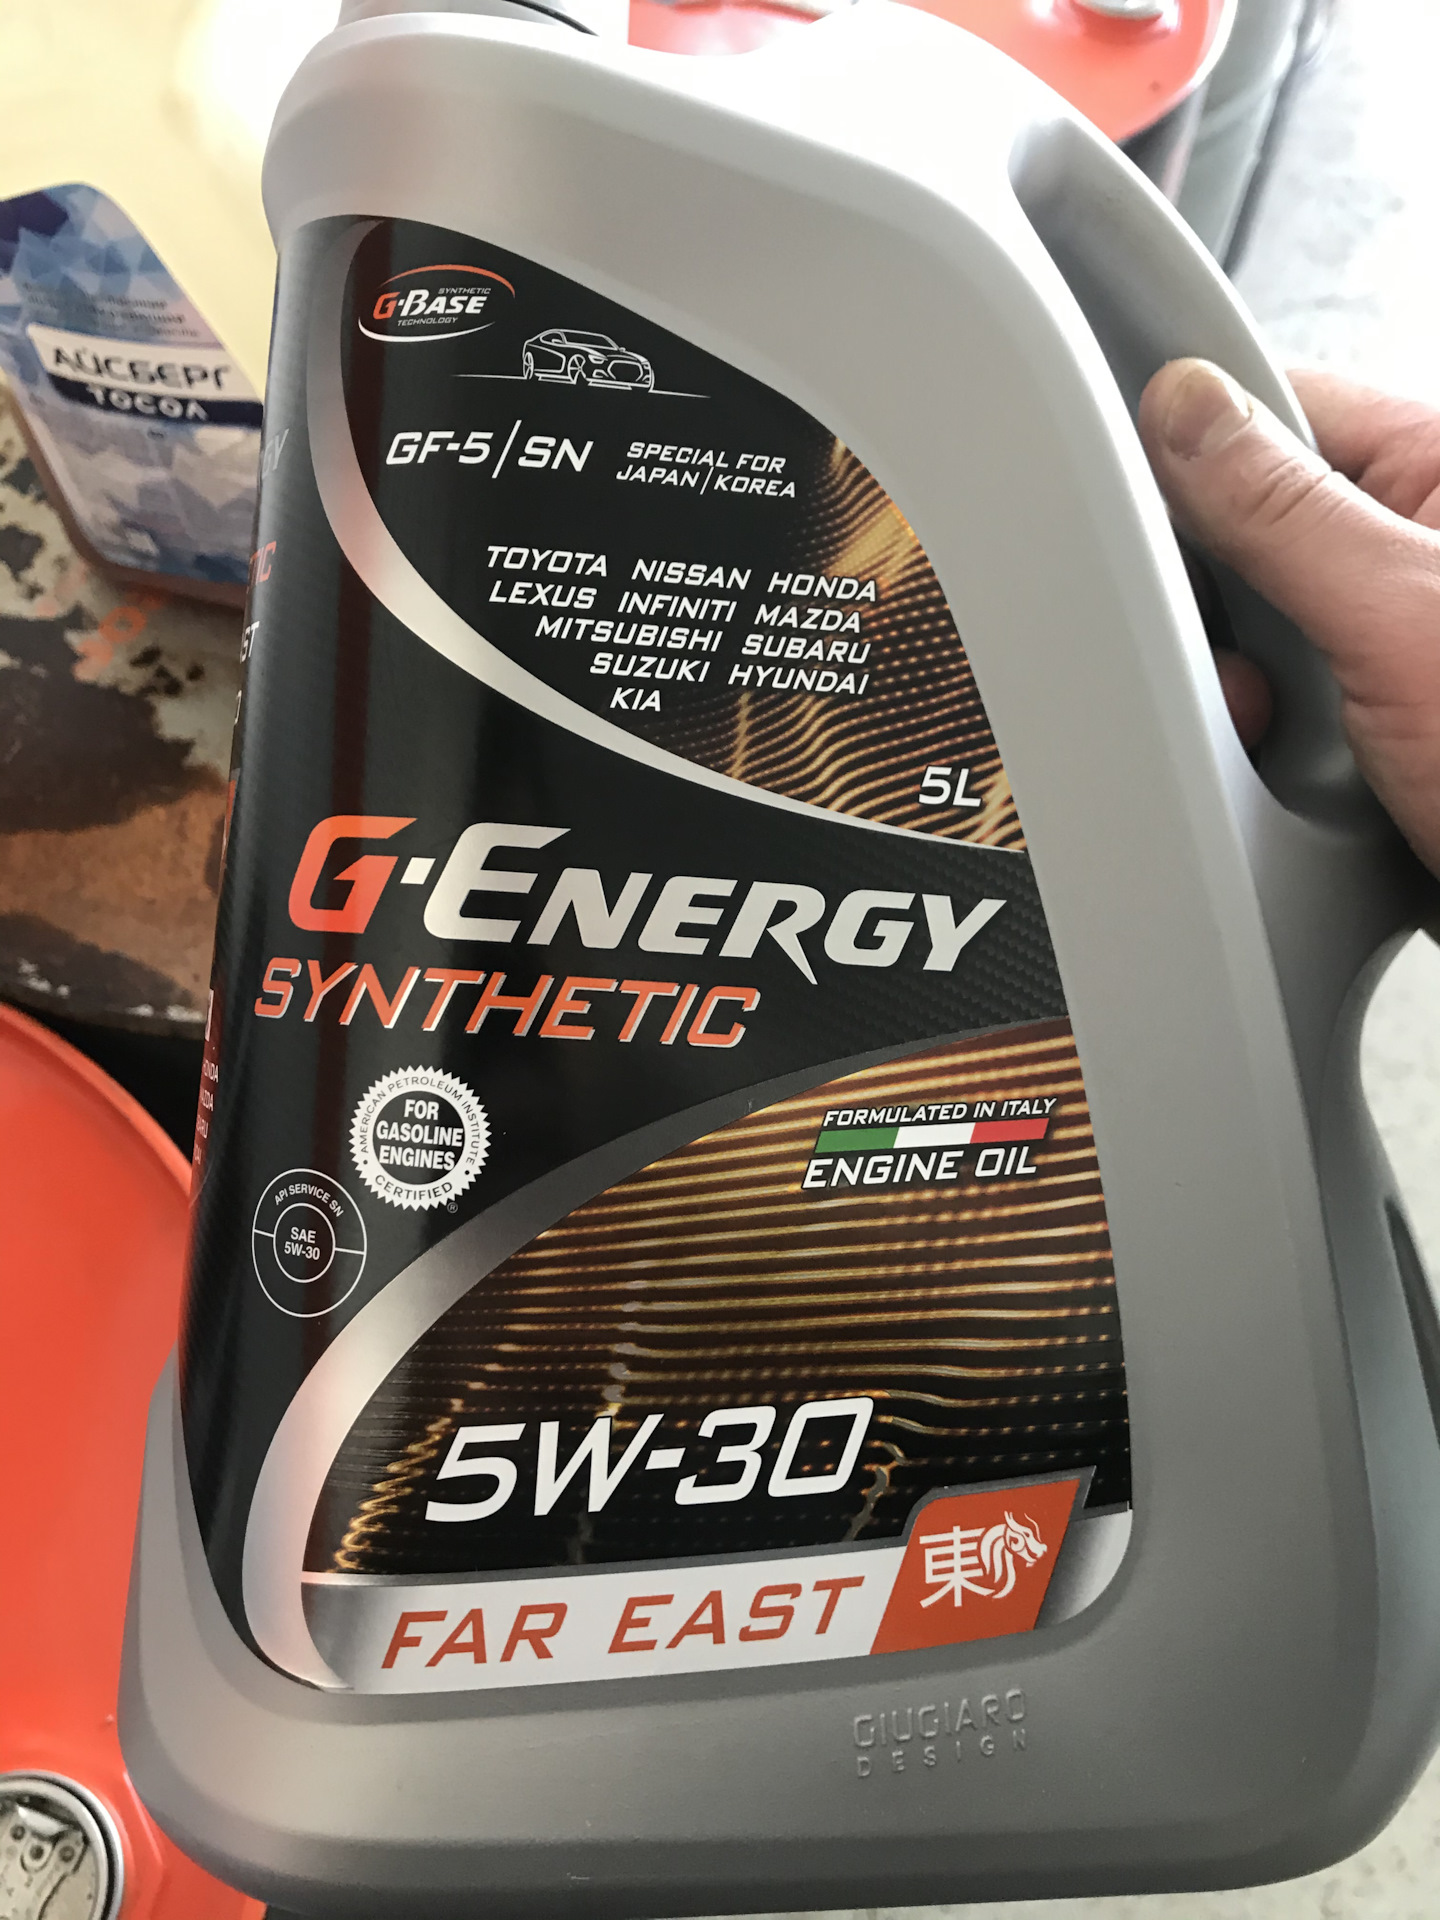 G-BASE
SYNTHETIC
TECHNOLOGY
GF-5/SN
SPECIAL FOR
JAPAN/KOREA
TOYOTA NISSAN HONDA
LEXUS INFINITI MAZDA
MITSUBISHI SUBARU
SUZUKI HYUNDAI
KIA
5L
G-ENERGY
SYNTHETIC
AMERICAN PETROLEUM INSTITUTE
FOR
GASOLINE
ENGINES
CERTIFIED
®
API SERVICE SN
SAE
5W-30
FORMULATED IN ITALY
ENGINE OIL
5W-30
FAR EAST
東
GIUGIARO
DESIGN
АЙСБЕРГ
ТОСОЛ